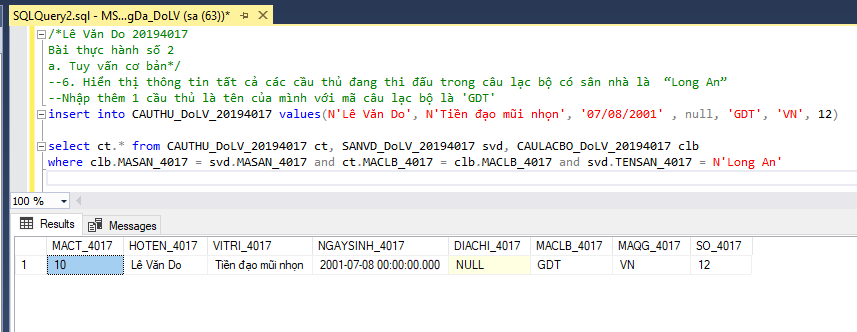 SQLQuery2.sql - MS...gDa_DoLV (sa (63))*
/*Lê Văn Do 20194017
Bài thực hành số 2
a. Tuy vấn cơ bản*/
--6. Hiển thị thông tin tất cả các cầu thủ đang thi đấu trong câu lạc bộ có sân nhà là  “Long An”
--Nhập thêm 1 cầu thủ là tên của mình với mã câu lạc bộ là 'GDT'
insert into CAUTHU_DoLV_20194017 values(N'Lê Văn Do', N'Tiền đạo mũi nhọn', '07/08/2001' , null, 'GDT', 'VN', 12)
select ct.* from CAUTHU_DoLV_20194017 ct, SANVD_DoLV_20194017 svd, CAULACBO_DoLV_20194017 clb
where clb.MASAN_4017 = svd.MASAN_4017 and ct.MACLB_4017 = clb.MACLB_4017 and svd.TENSAN_4017 = N'Long An'
100 %
Results Messages
MACT_4017 HOTEN_4017 VITRI_4017 NGAYSINH_4017 DIACHI_4017 MACLB_4017 MAQG_4017 SO_4017
1 10 Lê Văn Do Tiền đạo mũi nhọn 2001-07-08 00:00:00.000 NULL GDT VN 12